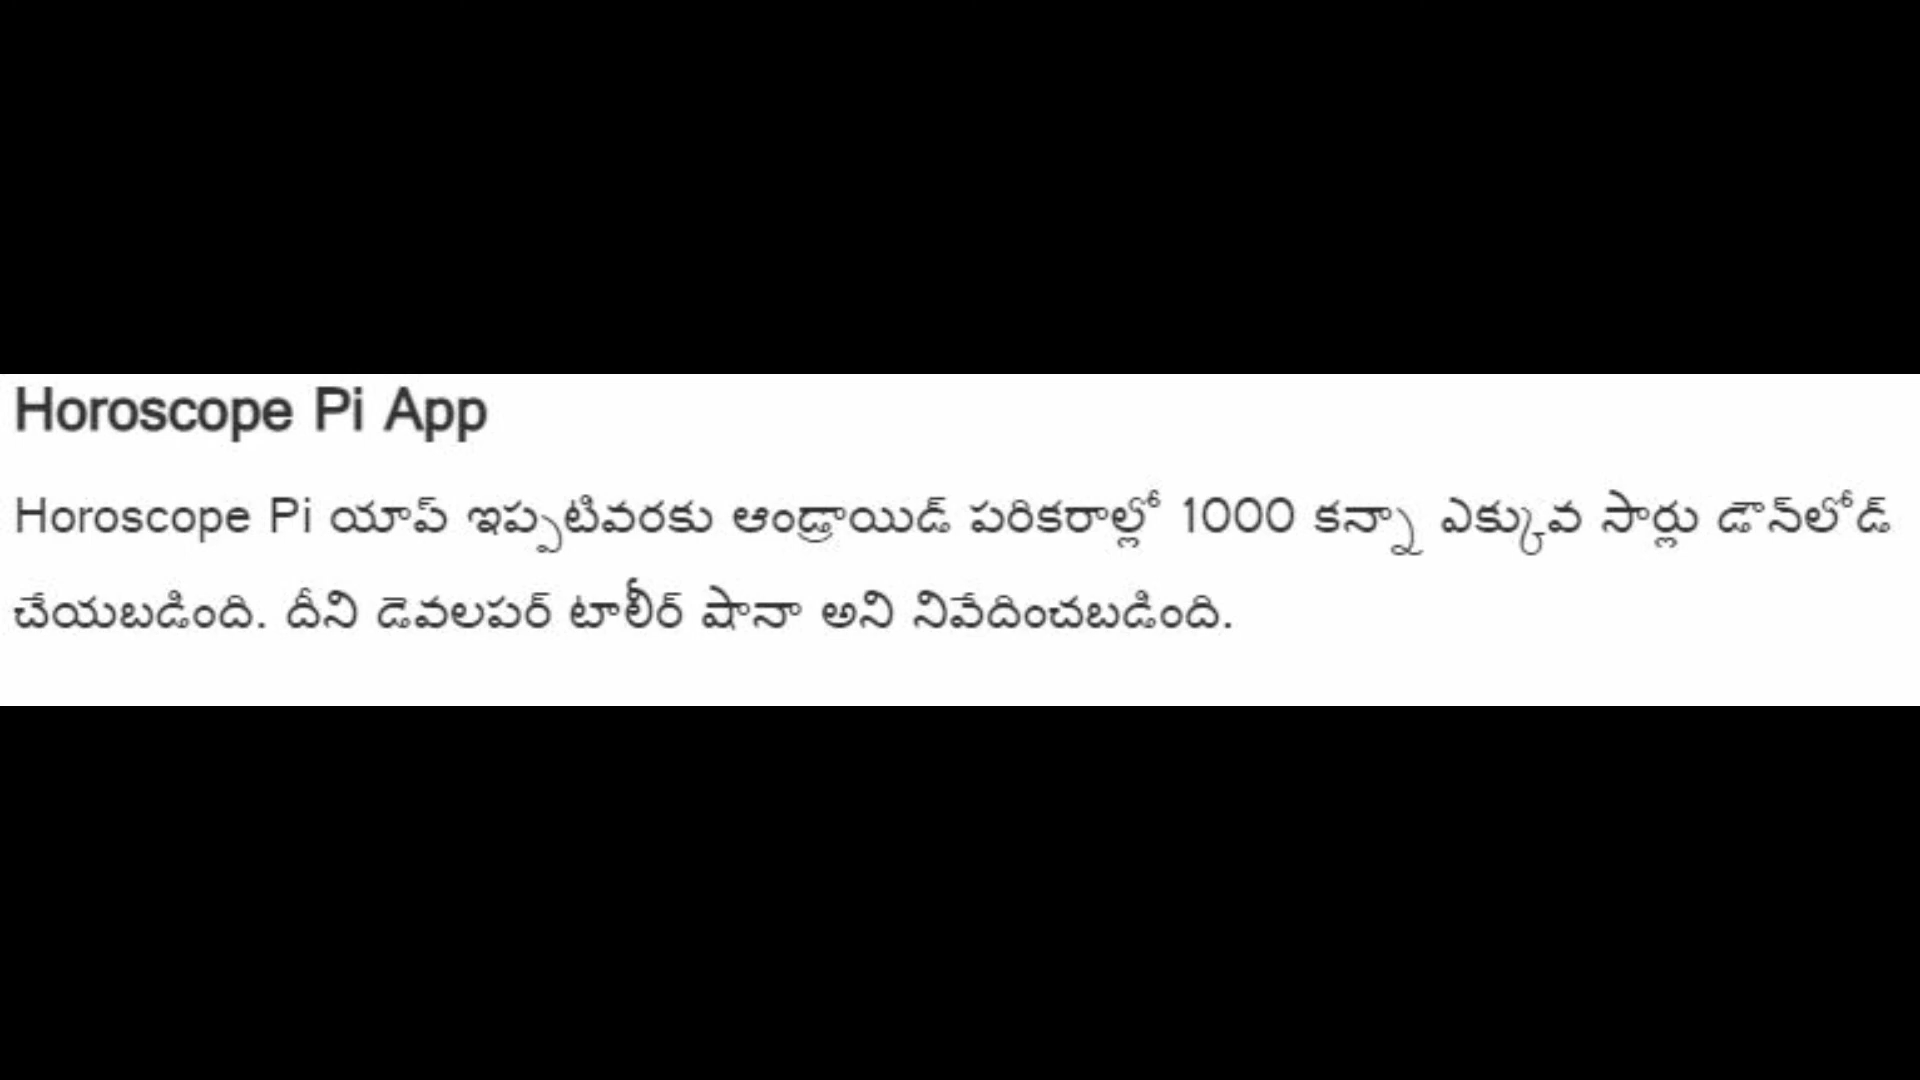 Horoscope Pi App
Horoscope Pi యాప్ ఇప్పటివరకు ఆండ్రాయిడ్ పరికరాల్లో 1000 కన్నా ఎక్కువ సార్లు డౌన్‌లోడ్
చేయబడింది. దీని డెవలపర్ టాలీర్ షానా అని నివేదించబడింది.